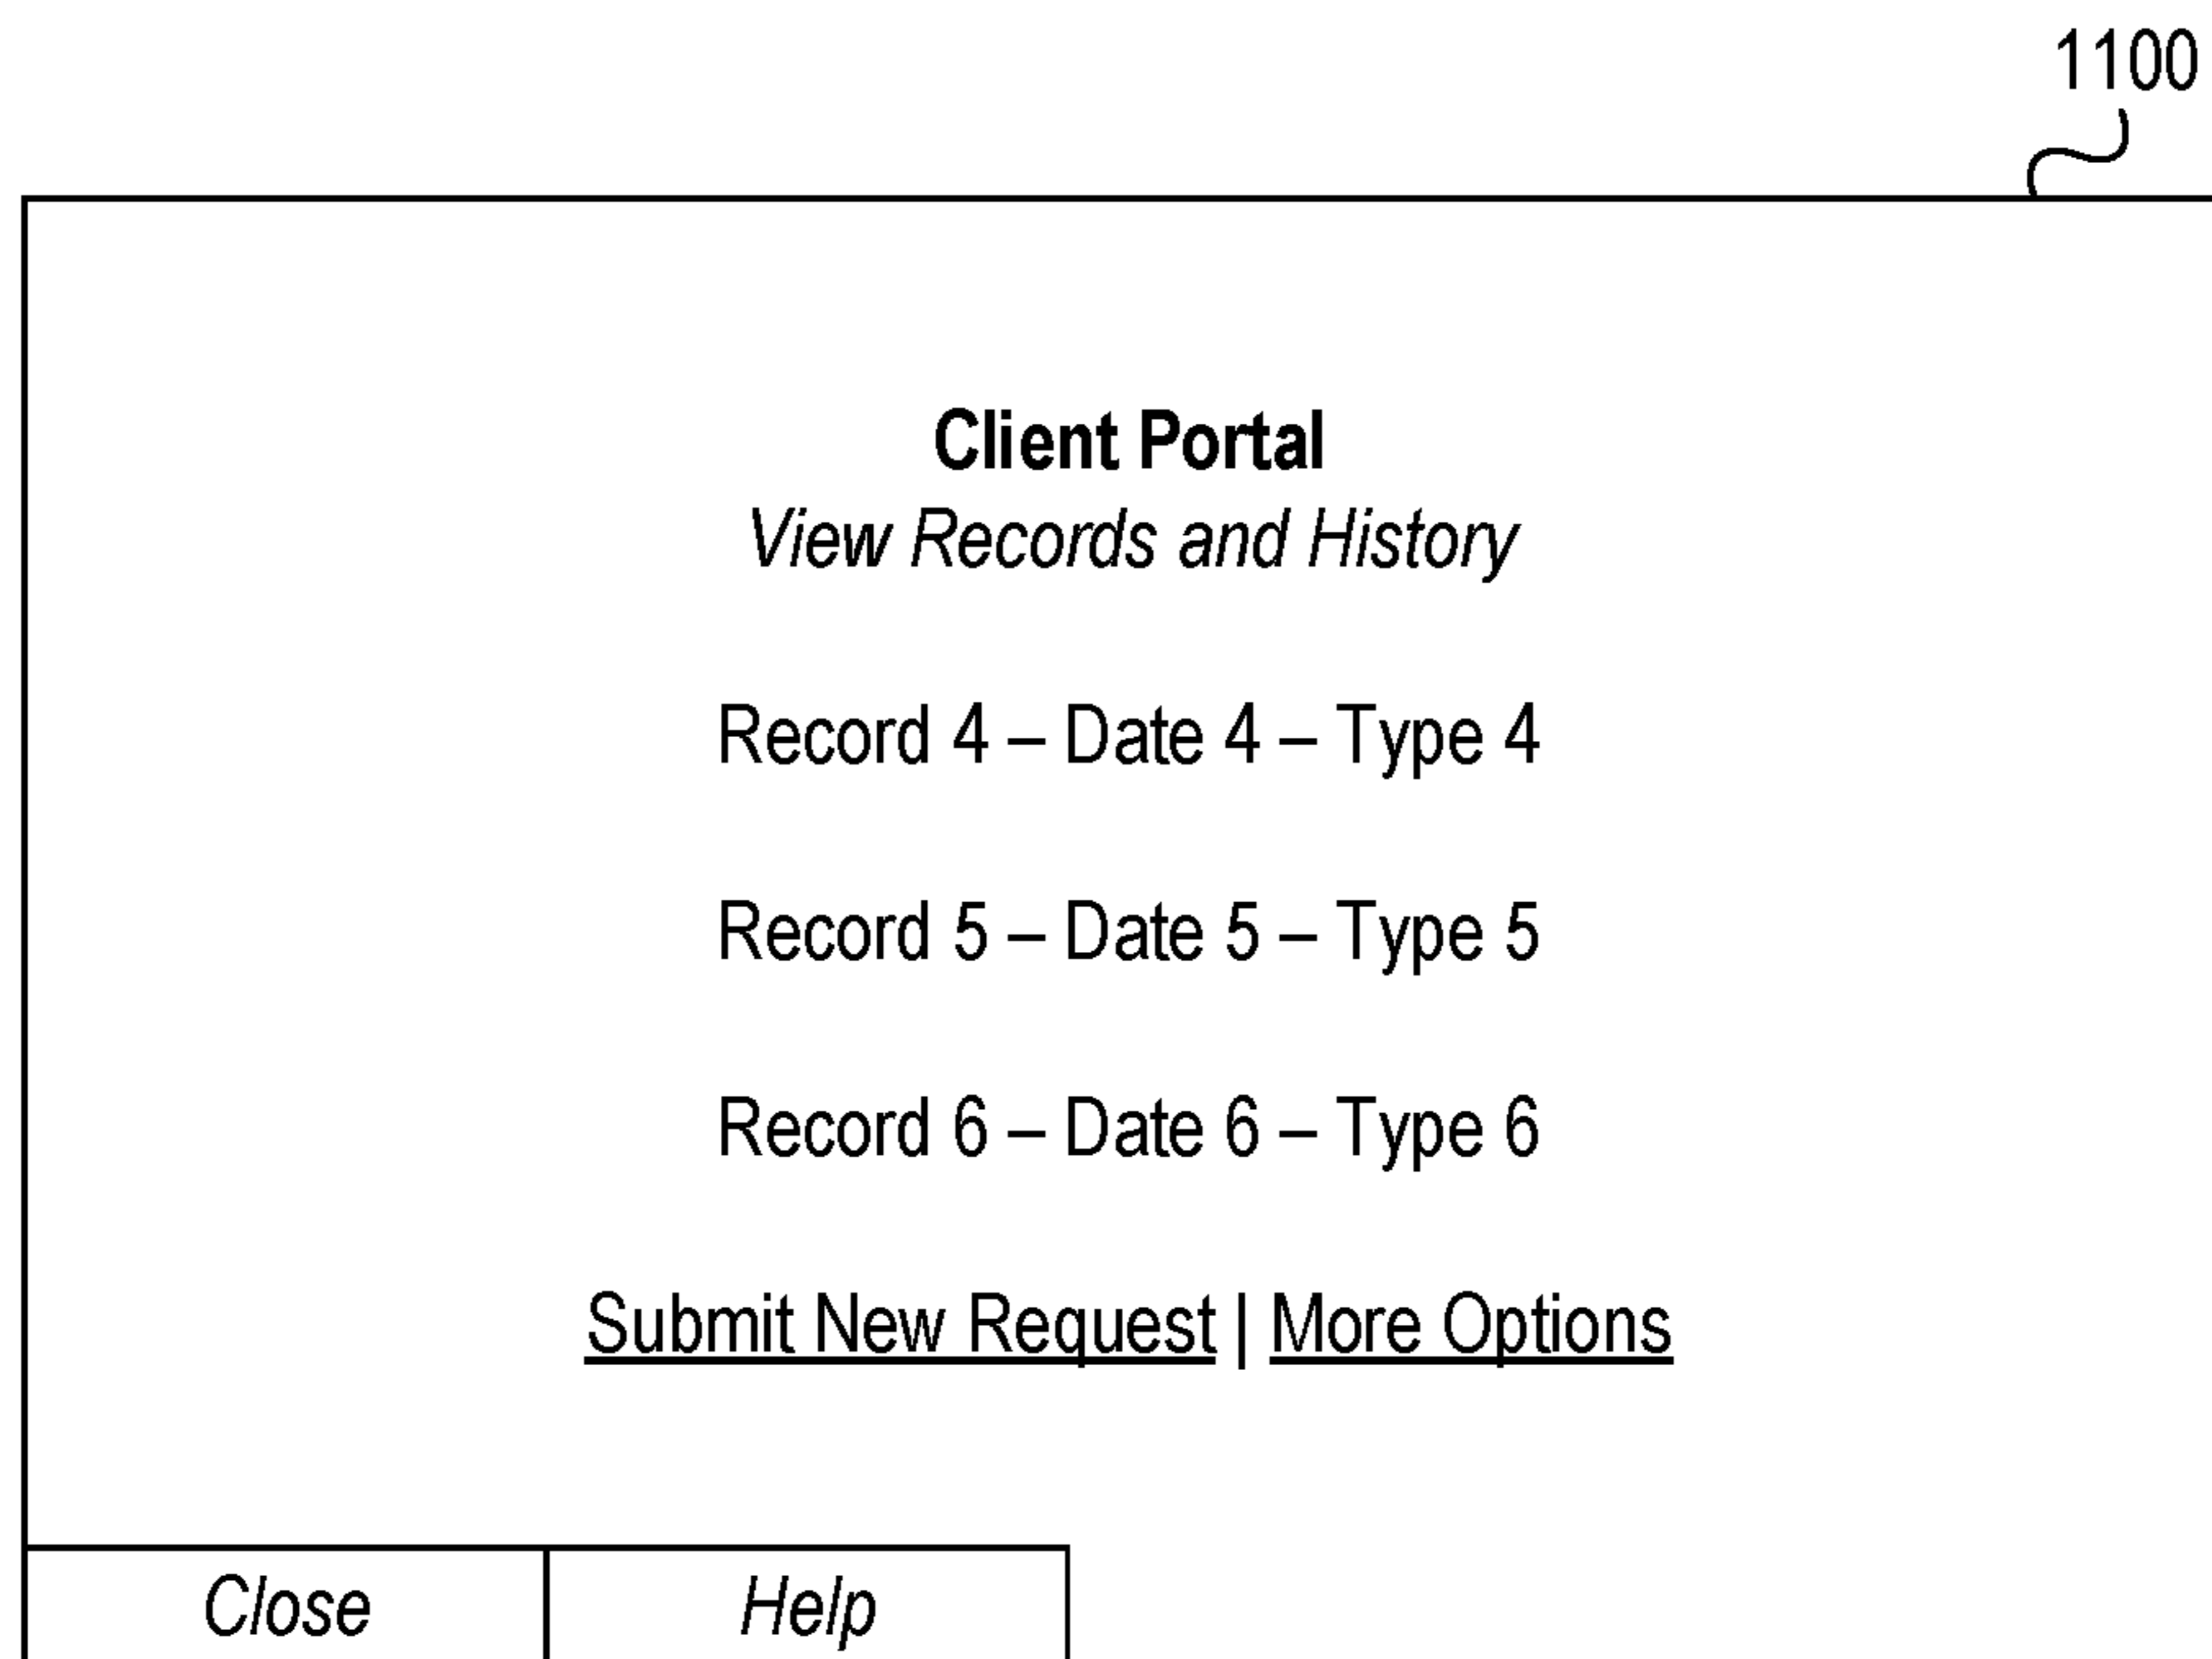 1100
Client Portal
View Records and History
Record 4 – Date 4 – Type 4
Record 5 – Date 5 – Type 5
Record 6 – Date 6 – Type 6
Submit New Request | More Options
Close Help